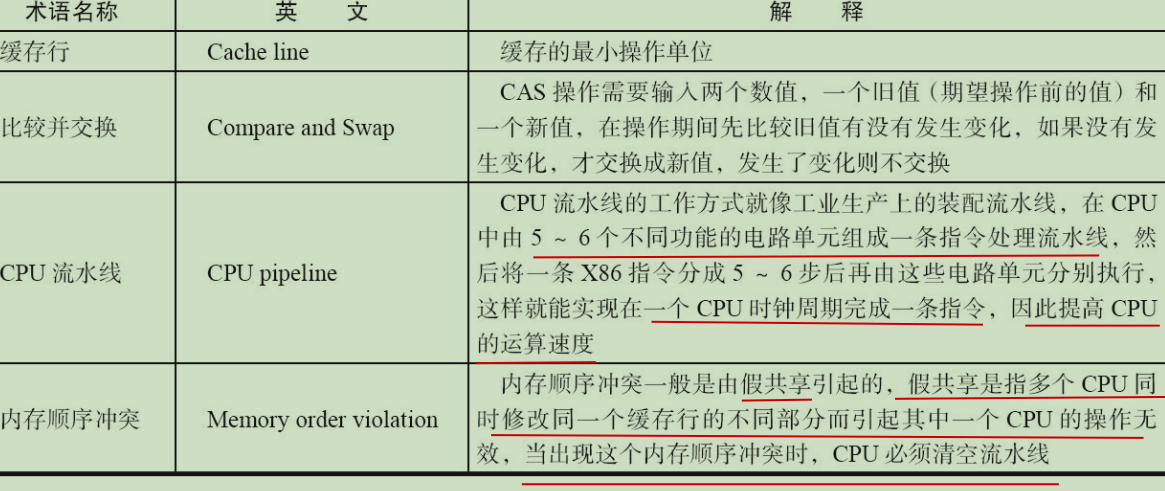 术语名称 英 文 解 释
缓存行 Cache line 缓存的最小操作单位
比较并交换 Compare and Swap
CAS 操作需要输入两个数值，一个旧值（期望操作前的值）和
一个新值，在操作期间先比较旧值有没有发生变化，如果没有发
生变化，才交换成新值，发生了变化则不交换
CPU 流水线 CPU pipeline
CPU 流水线的工作方式就像工业生产上的装配流水线，在 CPU
中由 5 ~ 6 个不同功能的电路单元组成一条指令处理流水线，然
后将一条 X86 指令分成 5 ~ 6 步后再由这些电路单元分别执行，
这样就能实现在一个 CPU 时钟周期完成一条指令，因此提高 CPU
的运算速度
内存顺序冲突 Memory order violation
内存顺序冲突一般是由假共享引起的，假共享是指多个 CPU 同
时修改同一个缓存行的不同部分而引起其中一个 CPU 的操作无
效，当出现这个内存顺序冲突时，CPU 必须清空流水线